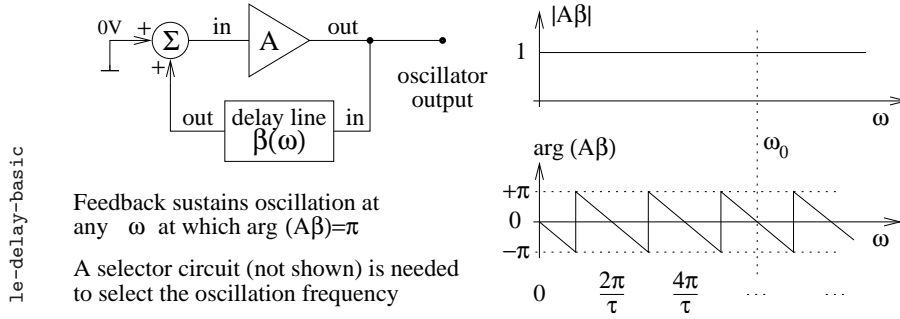 0V
+
Σ
+
in
A
out
oscillator
output
out
delay line
in
β(ω)
le-delay-basic
Feedback sustains oscillation at
any ω at which arg (Aβ)=π
A selector circuit (not shown) is needed
to select the oscillation frequency
|Aβ|
1
ω
ω₀
arg (Aβ)
+π
0
−π
ω
0 2π/τ 4π/τ ... ...